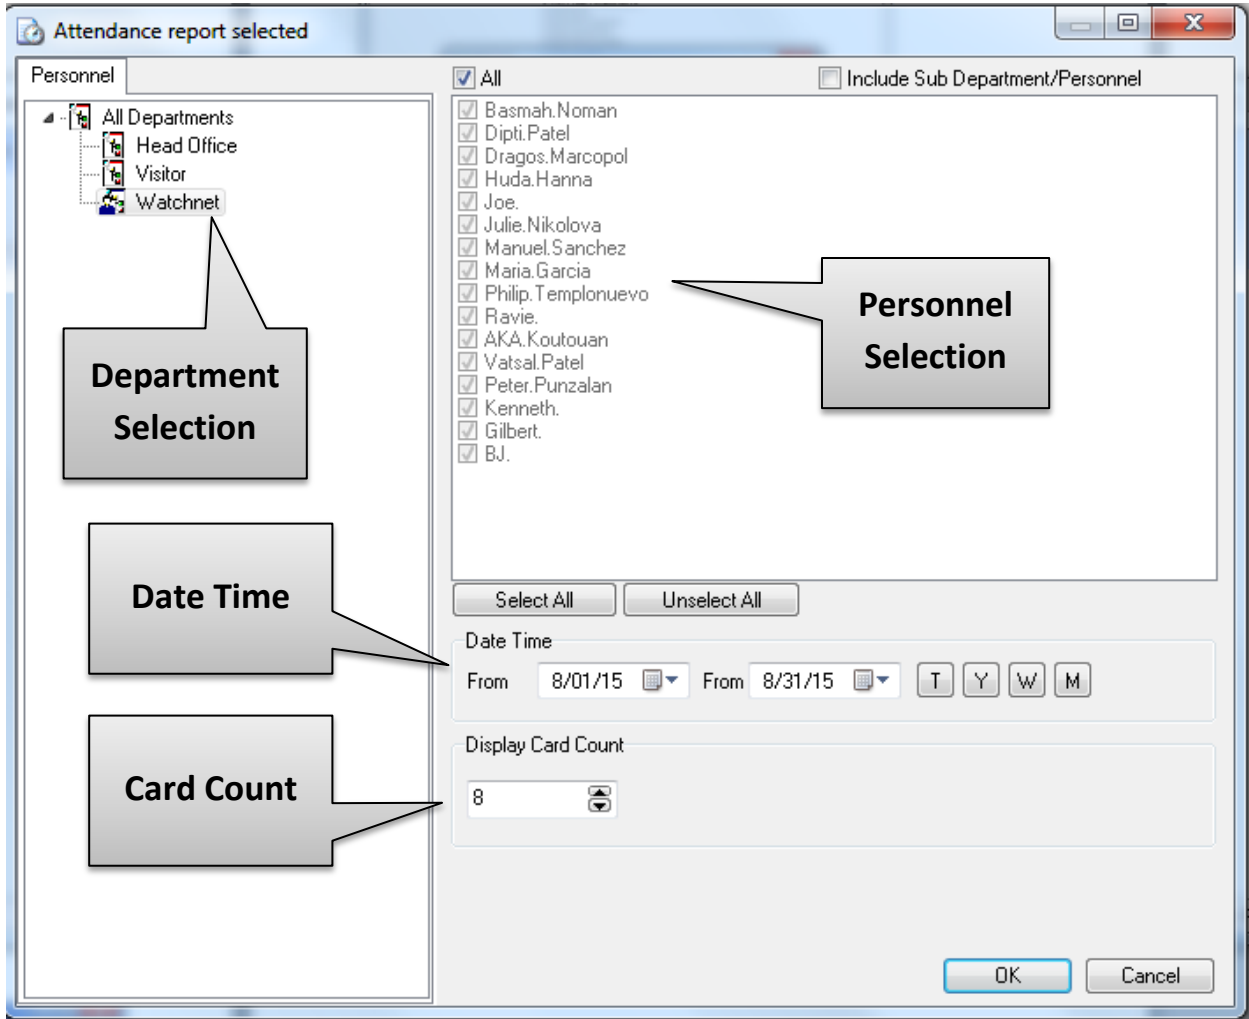 Attendance report selected
Personnel
All Departments
Head Office
Visitor
Watchnet
Department
Selection
Date Time
Card Count
All
Include Sub Department/Personnel
Basmah.Noman
Dipti.Patel
Dragos.Marcopol
Huda.Hanna
Joe.
Julie.Nikolova
Manuel.Sanchez
Maria.Garcia
Philip.Templonuevo
Ravie.
AKA.Koutouan
Vatsal.Patel
Peter.Punzalan
Kenneth.
Gilbert.
BJ.
Personnel
Selection
Select All Unselect All
Date Time
From 8/01/15 From 8/31/15 T Y W M
Display Card Count
8
OK Cancel